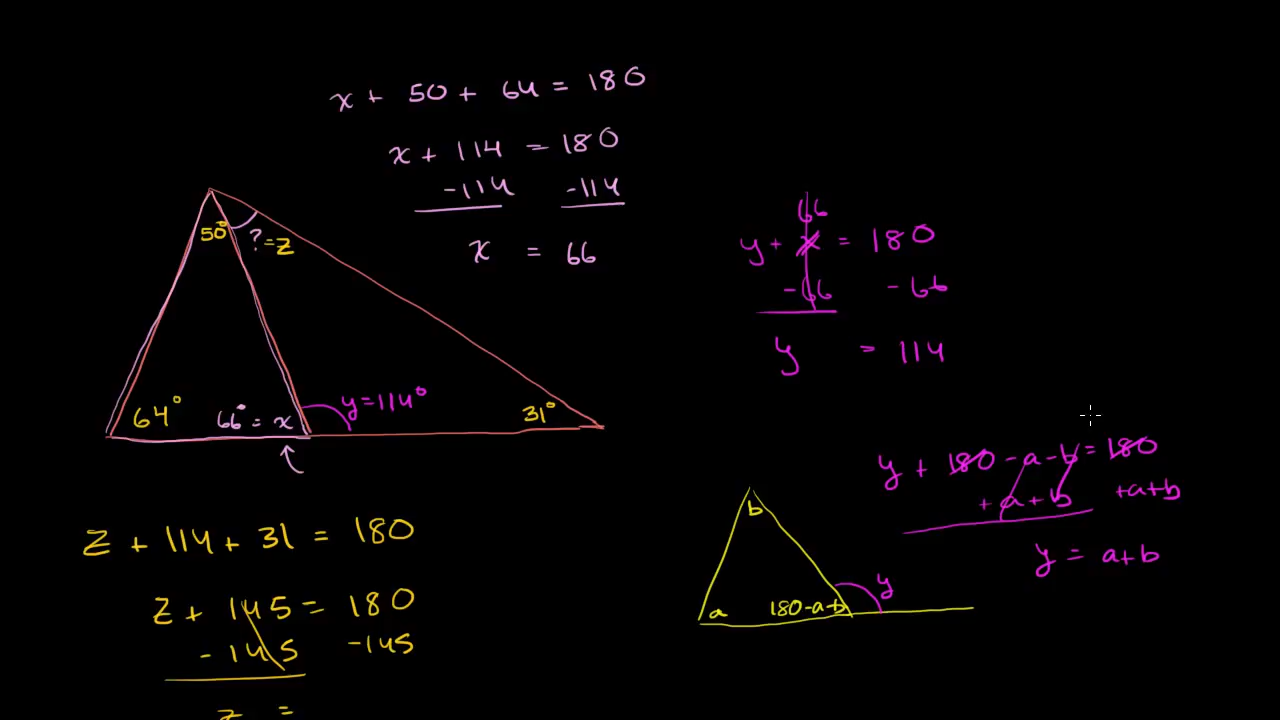 x + 50 + 64 = 180
x + 114 = 180
-114 -114
x = 66
50°
? = z
64°
66° = x
y = 114°
31°
z + 114 + 31 = 180
z + 145 = 180
- 145 -145
z =
66
y + x = 180
-66 -66
y = 114
y + 180 - a - b = 180
+ a + b + a + b
y = a + b
b
a
180-a-b
y